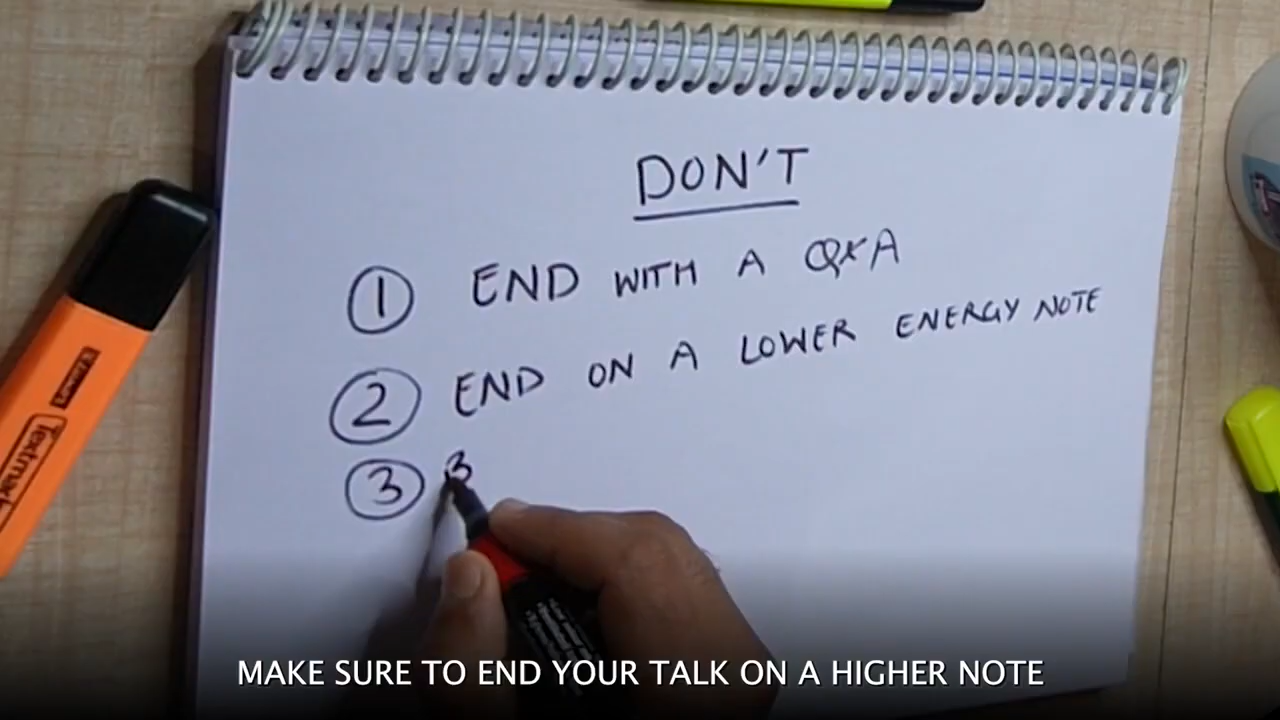 DON'T
① END WITH A Q&A
② END ON A LOWER ENERGY NOTE
③
Textmark
MAKE SURE TO END YOUR TALK ON A HIGHER NOTE